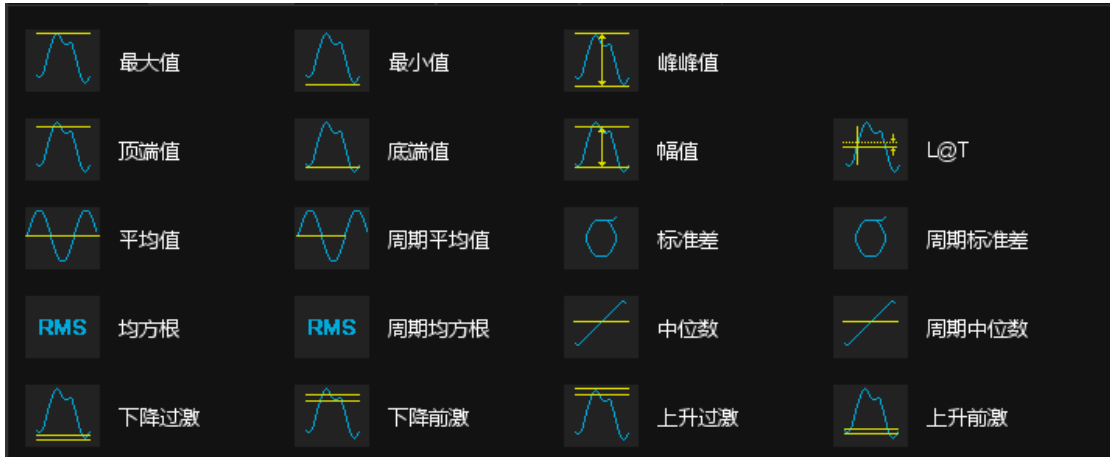 最大值 最小值 峰峰值
顶端值 底端值 幅值 L@T
平均值 周期平均值 标准差 周期标准差
RMS 均方根 RMS 周期均方根 中位数 周期中位数
下降过激 下降前激 上升过激 上升前激